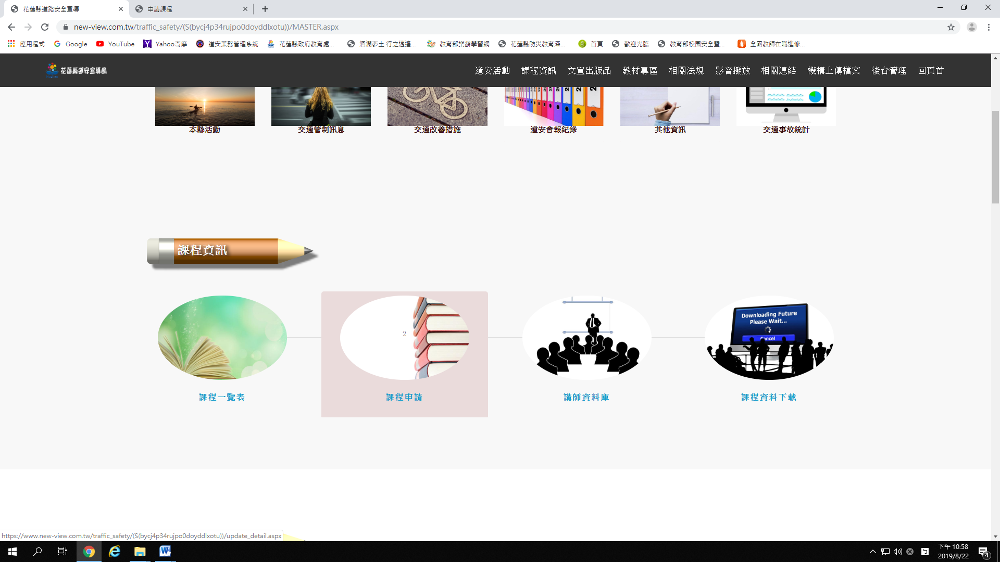 花蓮縣道路安全宣導
申請課程
new-view.com.tw/traffic_safety/(S(bycj4p34rujpo0doyddlxotu))/MASTER.aspx
應用程式 Google YouTube Yahoo奇摩 道安業務管理系統 花蓮縣政府教育處... 洄瀾夢土 行之逍遙... 教育部樂齡學習網 花蓮縣防災教育深... 首頁 歡迎光臨 教育部校園安全暨... 全國教師在職進修...
花蓮縣道安宣導團
道安活動 課程資訊 文宣出版品 教材專區 相關法規 影音撥放 相關連結 機構上傳檔案 後台管理 回頁首
本縣活動 交通管制訊息 交通改善措施 道安會報紀錄 其他資訊 交通事故統計
課程資訊
2
Downloading Future
Please Wait...
Cancel
課程一覽表 課程申請 講師資料庫 課程資料下載
https://www.new-view.com.tw/traffic_safety/(S(bycj4p34rujpo0doyddlxotu))/update_detail.aspx
下午 10:58
2019/8/22
4